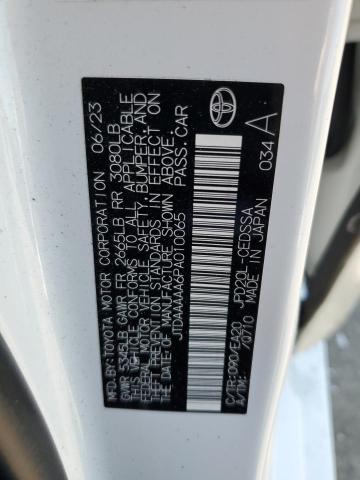 MFD.BY: TOYOTA MOTOR CORPORATION 06/23
GVWR 5345LB GAWR FR 2665LB RR 3080LB
THIS VEHICLE CONFORMS TO ALL APPLICABLE
FEDERAL MOTOR VEHICLE SAFETY, BUMPER, AND
THEFT PREVENTION STANDARDS IN EFFECT ON THE
DATE OF MANUFACTURE SHOWN ABOVE.
JTDAAAAA6PA010065 PASS.CAR
C/TR:090/EA20 JPD20L-CEDSSA
A/TM: /0710 MADE IN JAPAN
034 A